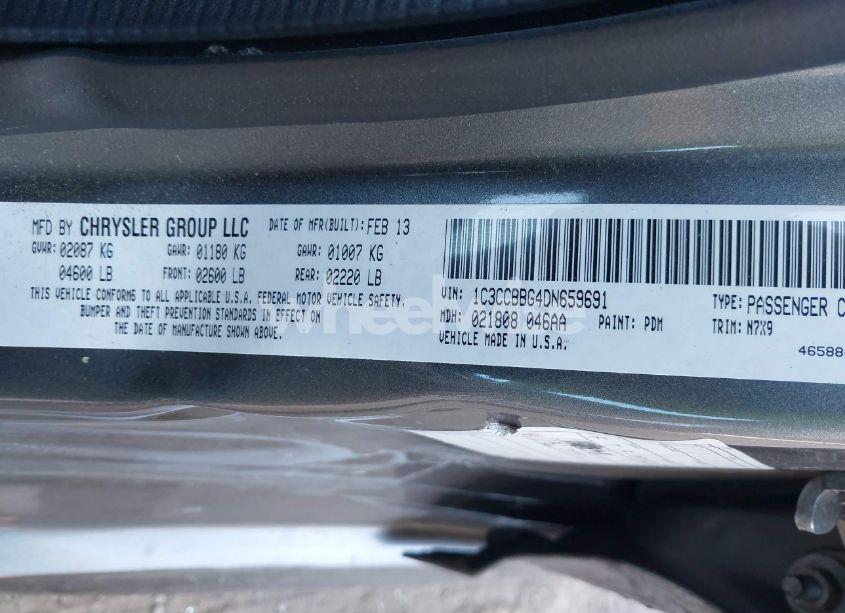 MFD BY CHRYSLER GROUP LLC DATE OF MFR(BUILT): FEB 13
GVWR: 02087 KG GAWR: 01180 KG GAWR: 01007 KG
04600 LB FRONT: 02600 LB REAR: 02220 LB
THIS VEHICLE CONFORMS TO ALL APPLICABLE U.S.A. FEDERAL MOTOR VEHICLE SAFETY,
BUMPER AND THEFT PREVENTION STANDARDS IN EFFECT ON
THE DATE OF MANUFACTURE SHOWN ABOVE.
VIN: 1C3CCBBG4DN659691 TYPE: PASSENGER C
MDH: 021808 046AA PAINT: PDM TRIM: N7X9
VEHICLE MADE IN U.S.A.
46588